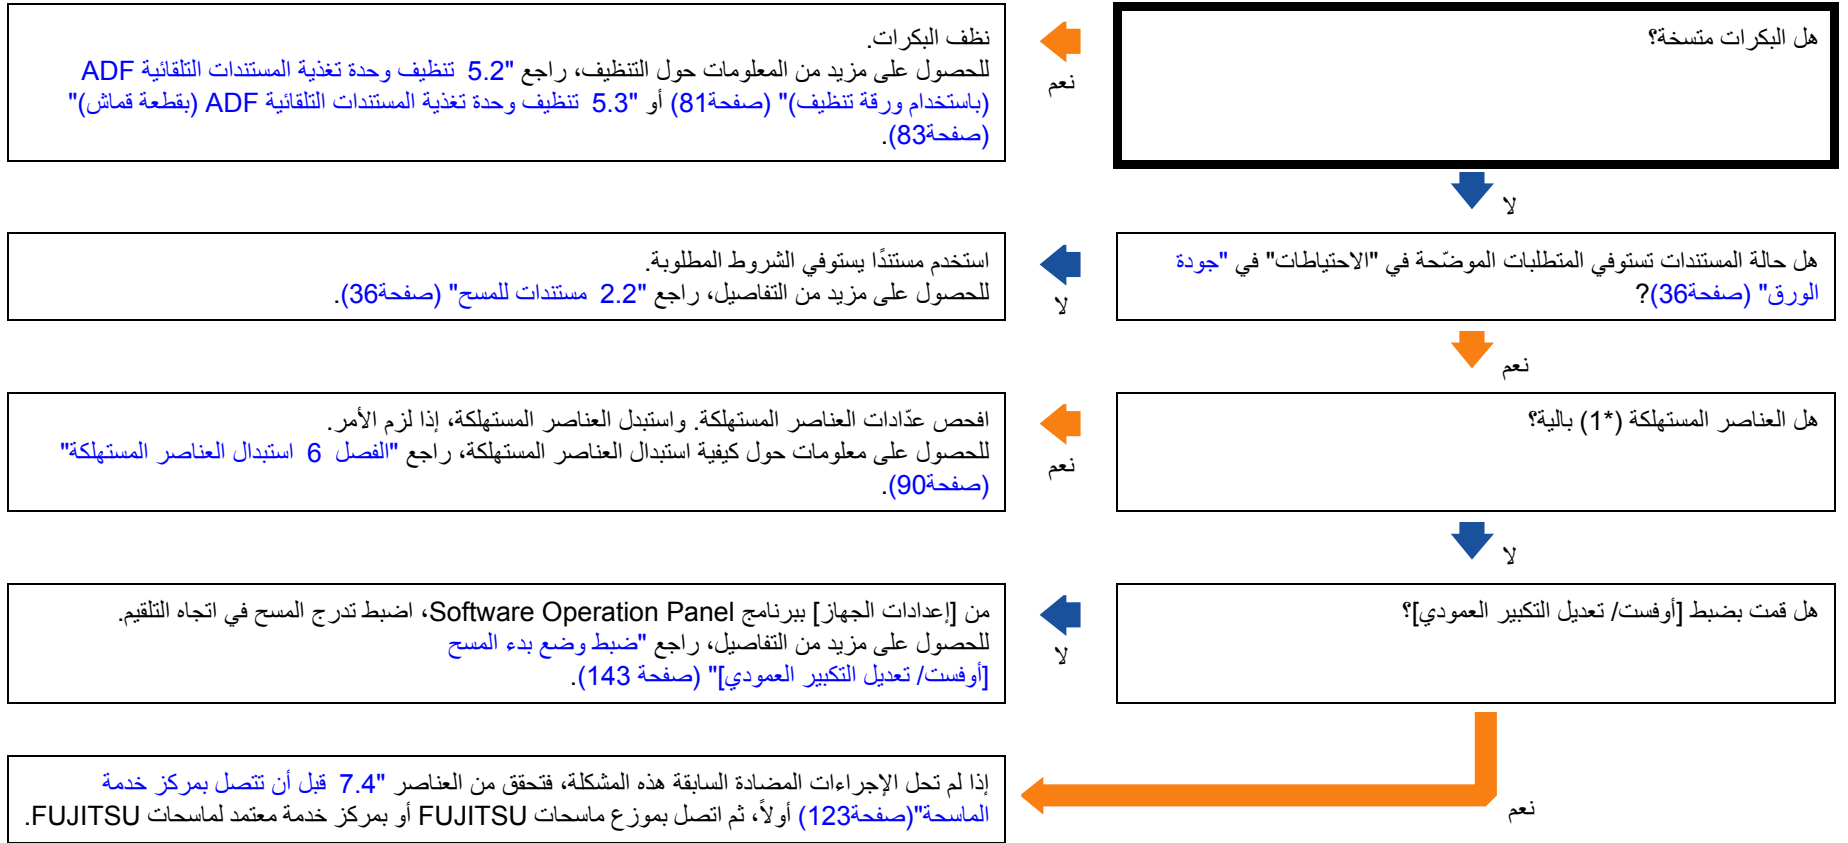 هل البكرات متسخة؟
نعم
نظف البكرات.
للحصول على مزيد من المعلومات حول التنظيف، راجع "5.2 تنظيف وحدة تغذية المستندات التلقائية ADF
(باستخدام ورقة تنظيف)" (صفحة81) أو "5.3 تنظيف وحدة تغذية المستندات التلقائية ADF (بقطعة قماش)"
(صفحة83).
لا
هل حالة المستندات تستوفي المتطلبات الموضّحة في "الاحتياطات" في "جودة
الورق" (صفحة36)?
لا
استخدم مستندًا يستوفي الشروط المطلوبة.
للحصول على مزيد من التفاصيل، راجع "2.2 مستندات للمسح" (صفحة36).
نعم
هل العناصر المستهلكة (*1) بالية؟
نعم
افحص عدّادات العناصر المستهلكة. واستبدل العناصر المستهلكة، إذا لزم الأمر.
للحصول على معلومات حول كيفية استبدال العناصر المستهلكة، راجع "الفصل 6 استبدال العناصر المستهلكة"
(صفحة90).
لا
هل قمت بضبط [أوفست/ تعديل التكبير العمودي]؟
لا
من [إعدادات الجهاز] ببرنامج Software Operation Panel، اضبط تدرج المسح في اتجاه التلقيم.
للحصول على مزيد من التفاصيل، راجع "ضبط وضع بدء المسح
[أوفست/ تعديل التكبير العمودي]" (صفحة 143).
نعم
إذا لم تحل الإجراءات المضادة السابقة هذه المشكلة، فتحقق من العناصر "7.4 قبل أن تتصل بمركز خدمة
الماسحة"(صفحة123) أولاً، ثم اتصل بموزع ماسحات FUJITSU أو بمركز خدمة معتمد لماسحات FUJITSU.